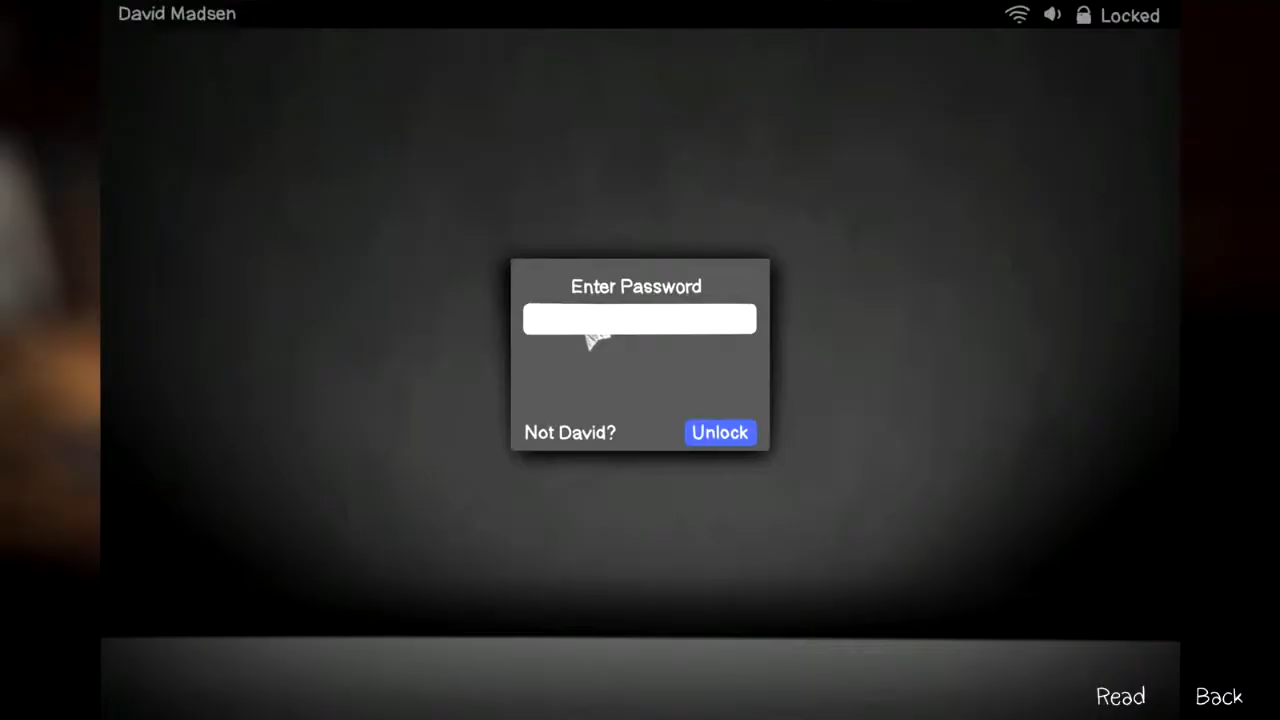 David Madsen
Locked
Enter Password
Not David?
Unlock
Read
Back